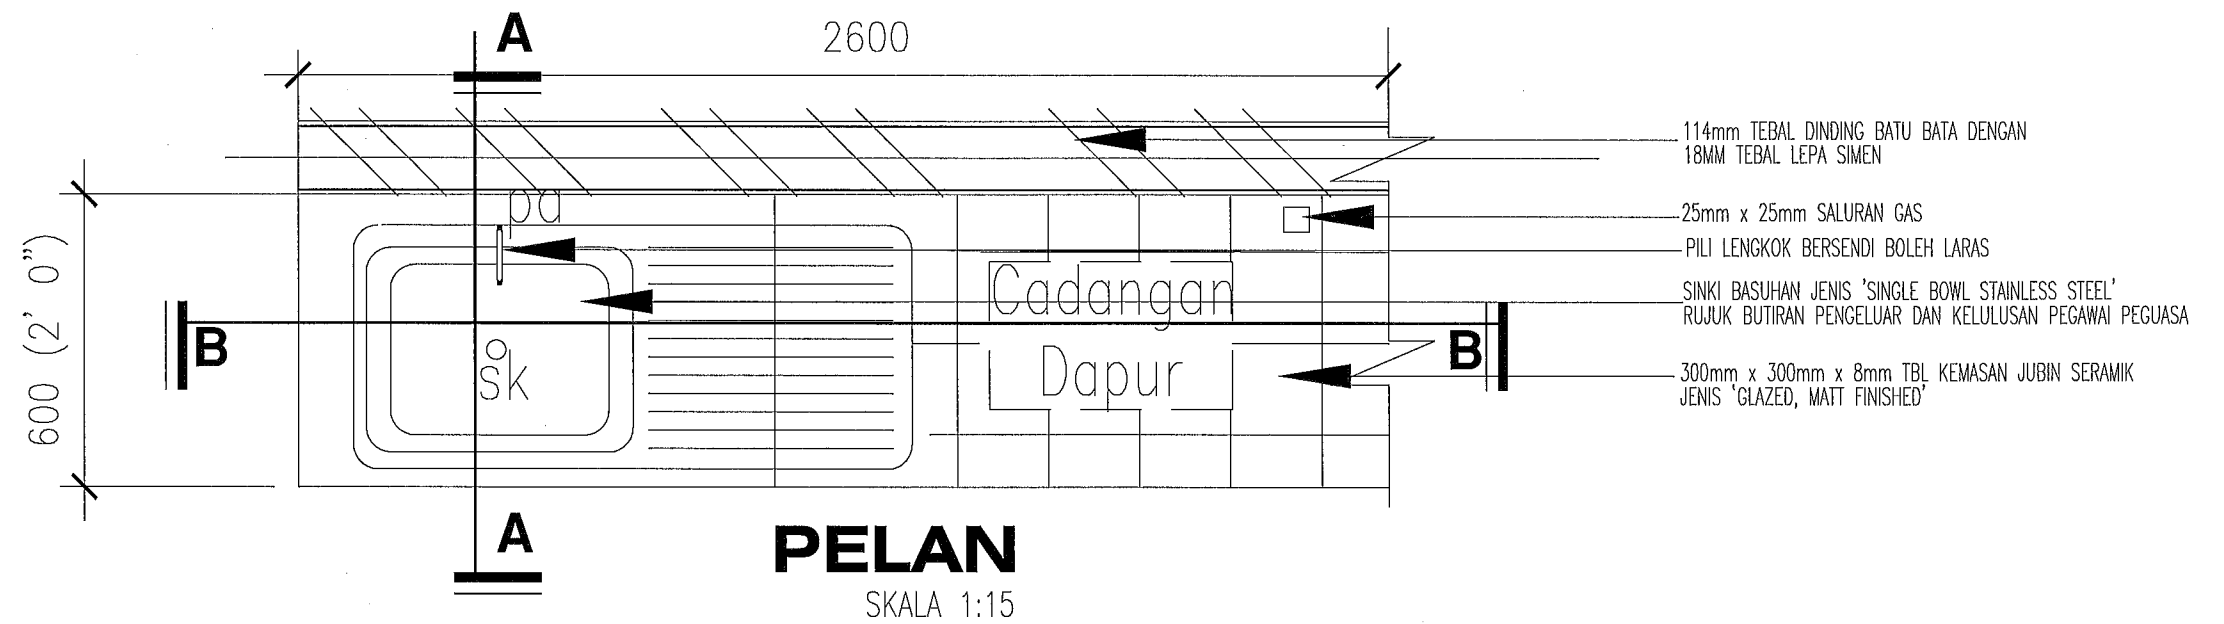 A
2600
114mm TEBAL DINDING BATU BATA DENGAN
18MM TEBAL LEPA SIMEN
25mm x 25mm SALURAN GAS
PILI LENGKOK BERSENDI BOLEH LARAS
SINKI BASUHAN JENIS 'SINGLE BOWL STAINLESS STEEL'
RUJUK BUTIRAN PENGELUAR DAN KELULUSAN PEGAWAI PEGUASA
300mm x 300mm x 8mm TBL KEMASAN JUBIN SERAMIK
JENIS 'GLAZED, MATT FINISHED'
600 (2' 0")
pa
Cadangan
Dapur
B
B
sk
A
PELAN
SKALA 1:15